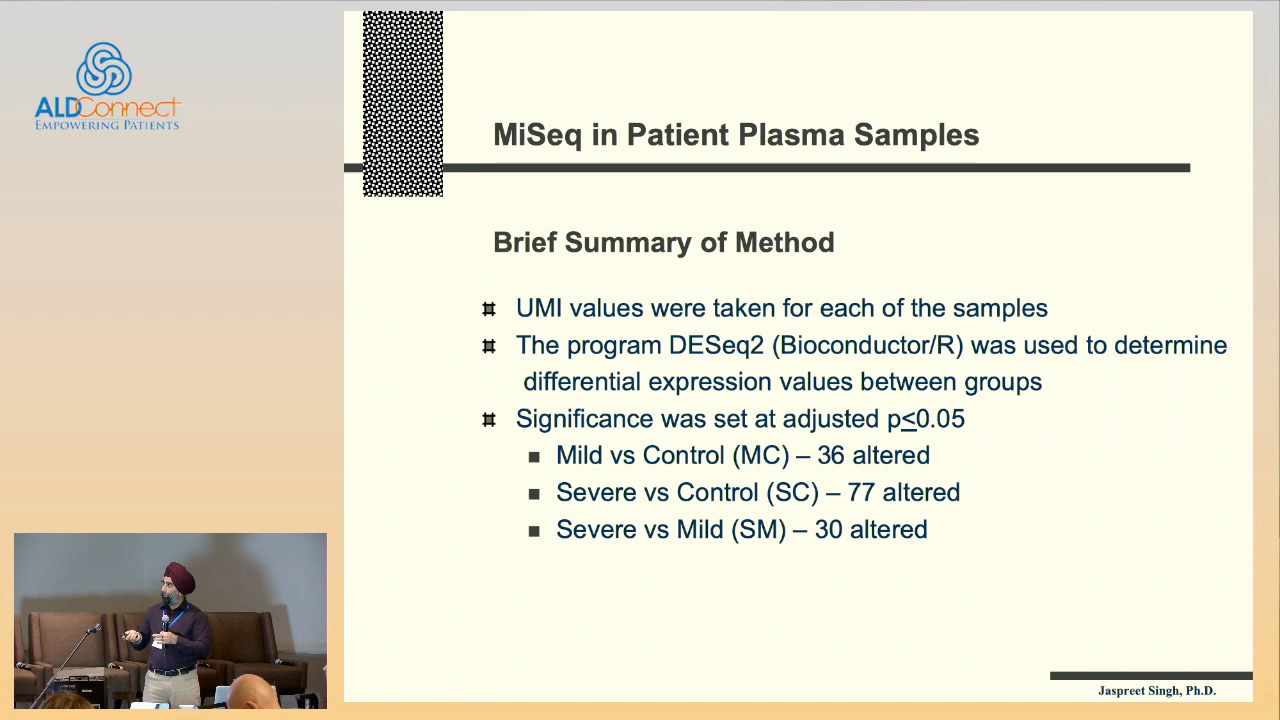 ALDConnect
EMPOWERING PATIENTS
MiSeq in Patient Plasma Samples
Brief Summary of Method
UMI values were taken for each of the samples
The program DESeq2 (Bioconductor/R) was used to determine
differential expression values between groups
Significance was set at adjusted p≤0.05
Mild vs Control (MC) – 36 altered
Severe vs Control (SC) – 77 altered
Severe vs Mild (SM) – 30 altered
Jaspreet Singh, Ph.D.